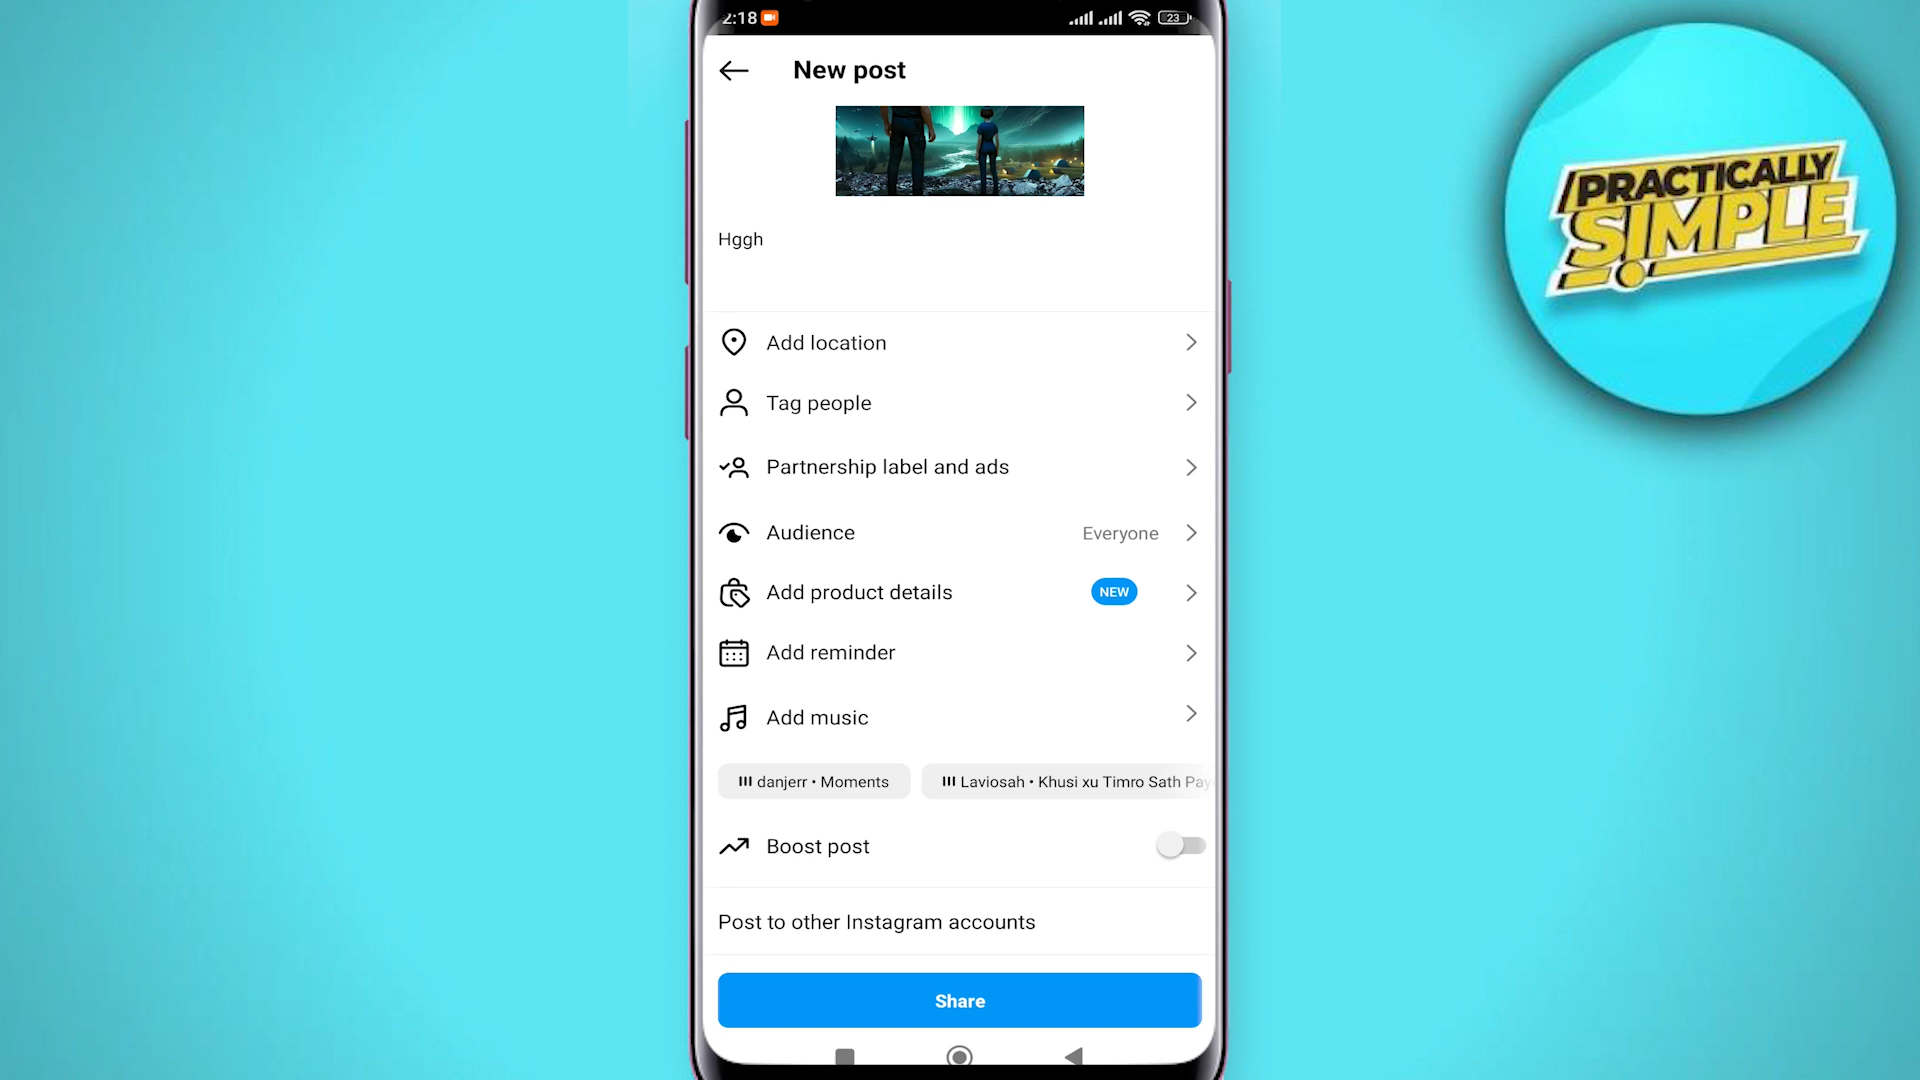 2:18
23
New post
Hggh
Add location
Tag people
Partnership label and ads
Audience Everyone
Add product details NEW
Add reminder
Add music
danjerr • Moments Laviosah • Khusi xu Timro Sath Pay
Boost post
Post to other Instagram accounts
Share
PRACTICALLY
SIMPLE